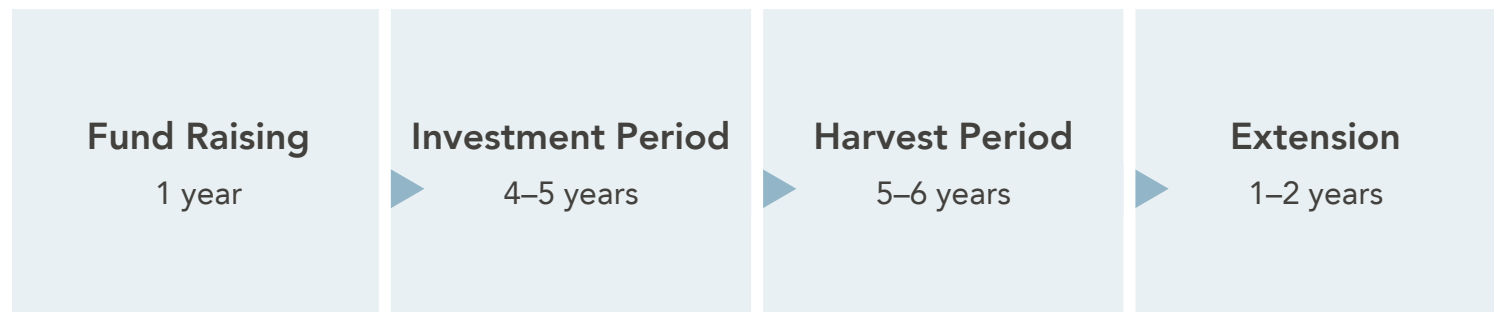 Fund Raising
1 year
Investment Period
4–5 years
Harvest Period
5–6 years
Extension
1–2 years